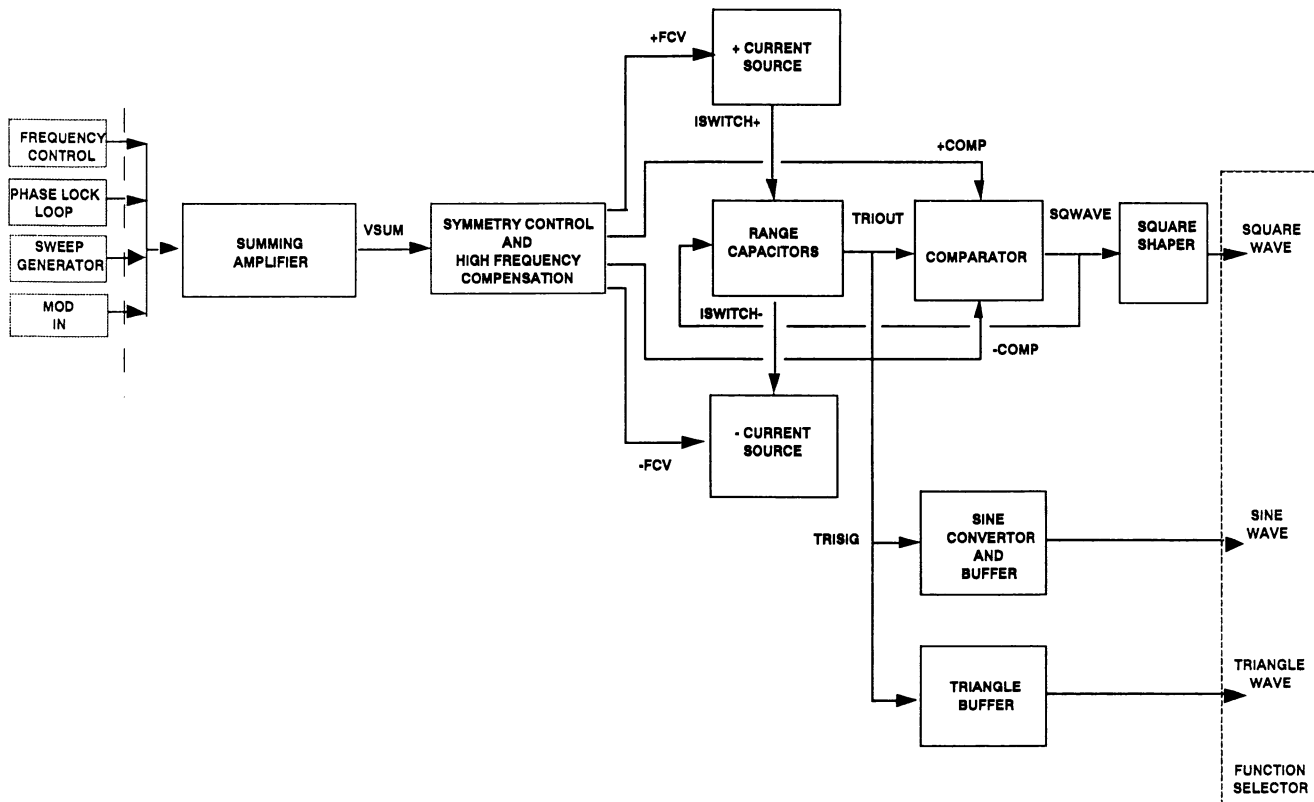 FREQUENCY
CONTROL
PHASE LOCK
LOOP
SWEEP
GENERATOR
MOD
IN
SUMMING
AMPLIFIER
VSUM
SYMMETRY CONTROL
AND
HIGH FREQUENCY
COMPENSATION
+FCV
+ CURRENT
SOURCE
ISWITCH+
+COMP
RANGE
CAPACITORS
TRIOUT
COMPARATOR
SQWAVE
SQUARE
SHAPER
SQUARE
WAVE
ISWITCH-
-COMP
- CURRENT
SOURCE
-FCV
TRISIG
SINE
CONVERTOR
AND
BUFFER
SINE
WAVE
TRIANGLE
BUFFER
TRIANGLE
WAVE
FUNCTION
SELECTOR